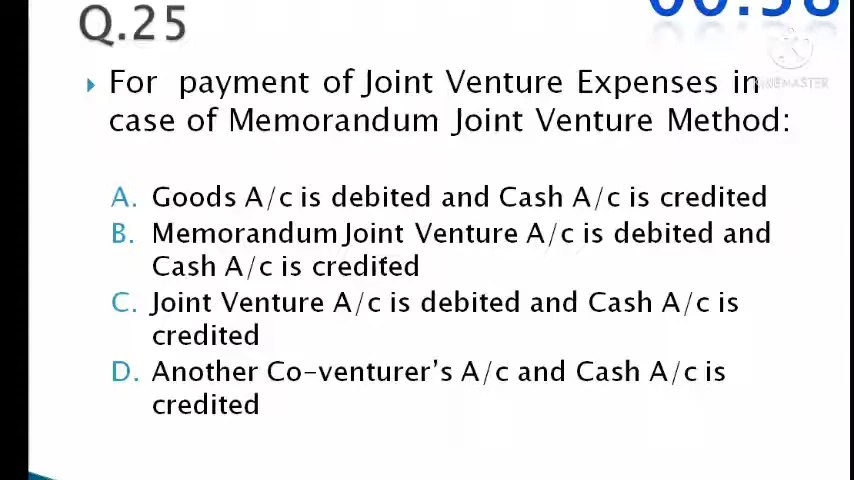 Q.25
For payment of Joint Venture Expenses in
case of Memorandum Joint Venture Method:
A. Goods A/c is debited and Cash A/c is credited
B. Memorandum Joint Venture A/c is debited and
Cash A/c is credited
C. Joint Venture A/c is debited and Cash A/c is
credited
D. Another Co-venturer's A/c and Cash A/c is
credited
KINEMASTER